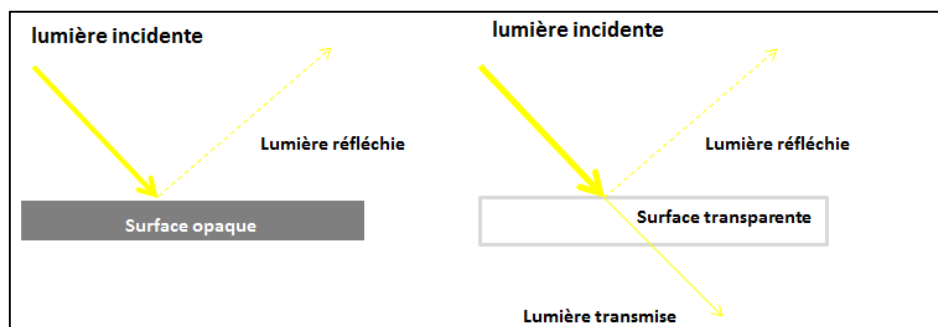 lumière incidente
Lumière réfléchie
Surface opaque
lumière incidente
Lumière réfléchie
Surface transparente
Lumière transmise